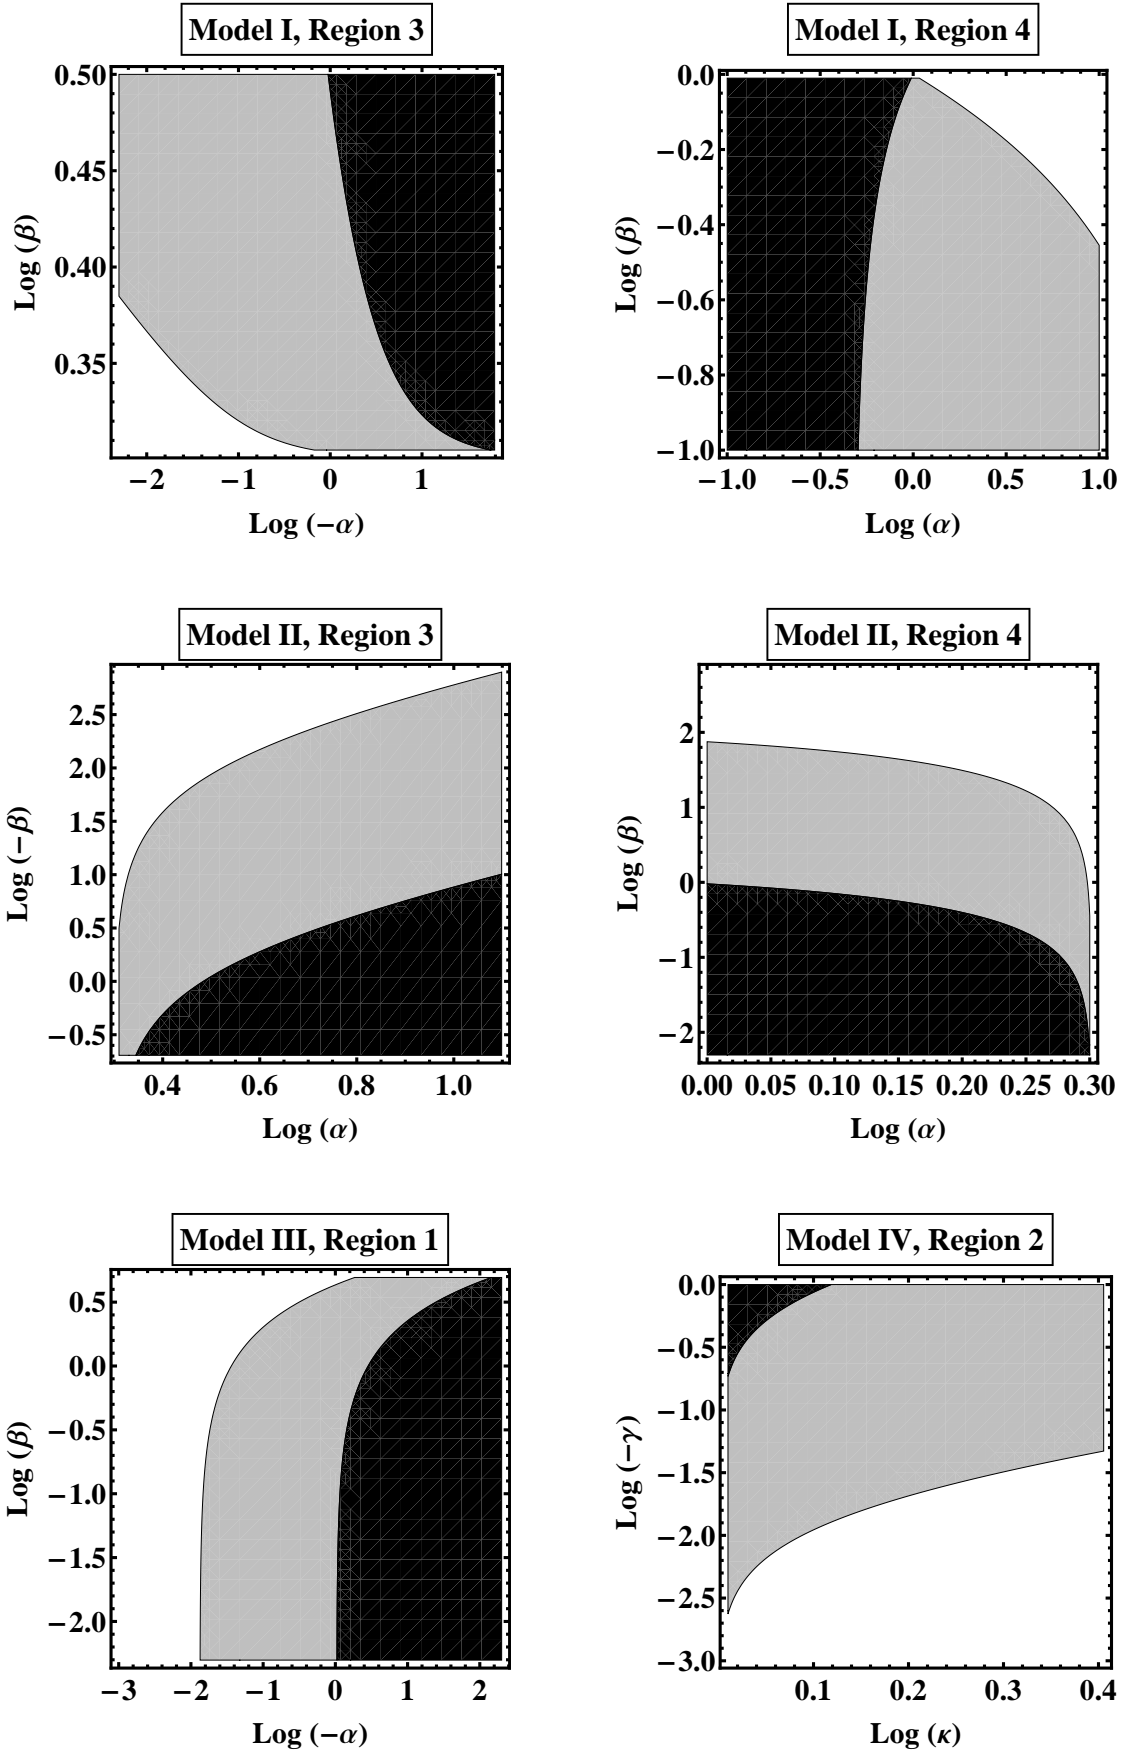 Model I, Region 3
0.50
0.45
0.40
0.35
Log (β)
−2 −1 0 1
Log (−α)
Model I, Region 4
0.0
−0.2
−0.4
−0.6
−0.8
−1.0
Log (β)
−1.0 −0.5 0.0 0.5 1.0
Log (α)
Model II, Region 3
2.5
2.0
1.5
1.0
0.5
0.0
−0.5
Log (−β)
0.4 0.6 0.8 1.0
Log (α)
Model II, Region 4
2
1
0
−1
−2
Log (β)
0.00 0.05 0.10 0.15 0.20 0.25 0.30
Log (α)
Model III, Region 1
0.5
0.0
−0.5
−1.0
−1.5
−2.0
Log (β)
−3 −2 −1 0 1 2
Log (−α)
Model IV, Region 2
0.0
−0.5
−1.0
−1.5
−2.0
−2.5
−3.0
Log (−γ)
0.1 0.2 0.3 0.4
Log (κ)